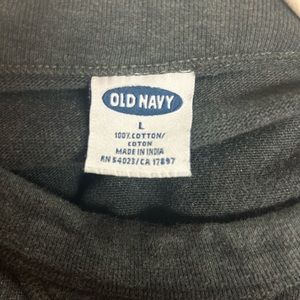 OLD NAVY
L
100% COTTON/
COTON
MADE IN INDIA
RN 54023/CA 17897